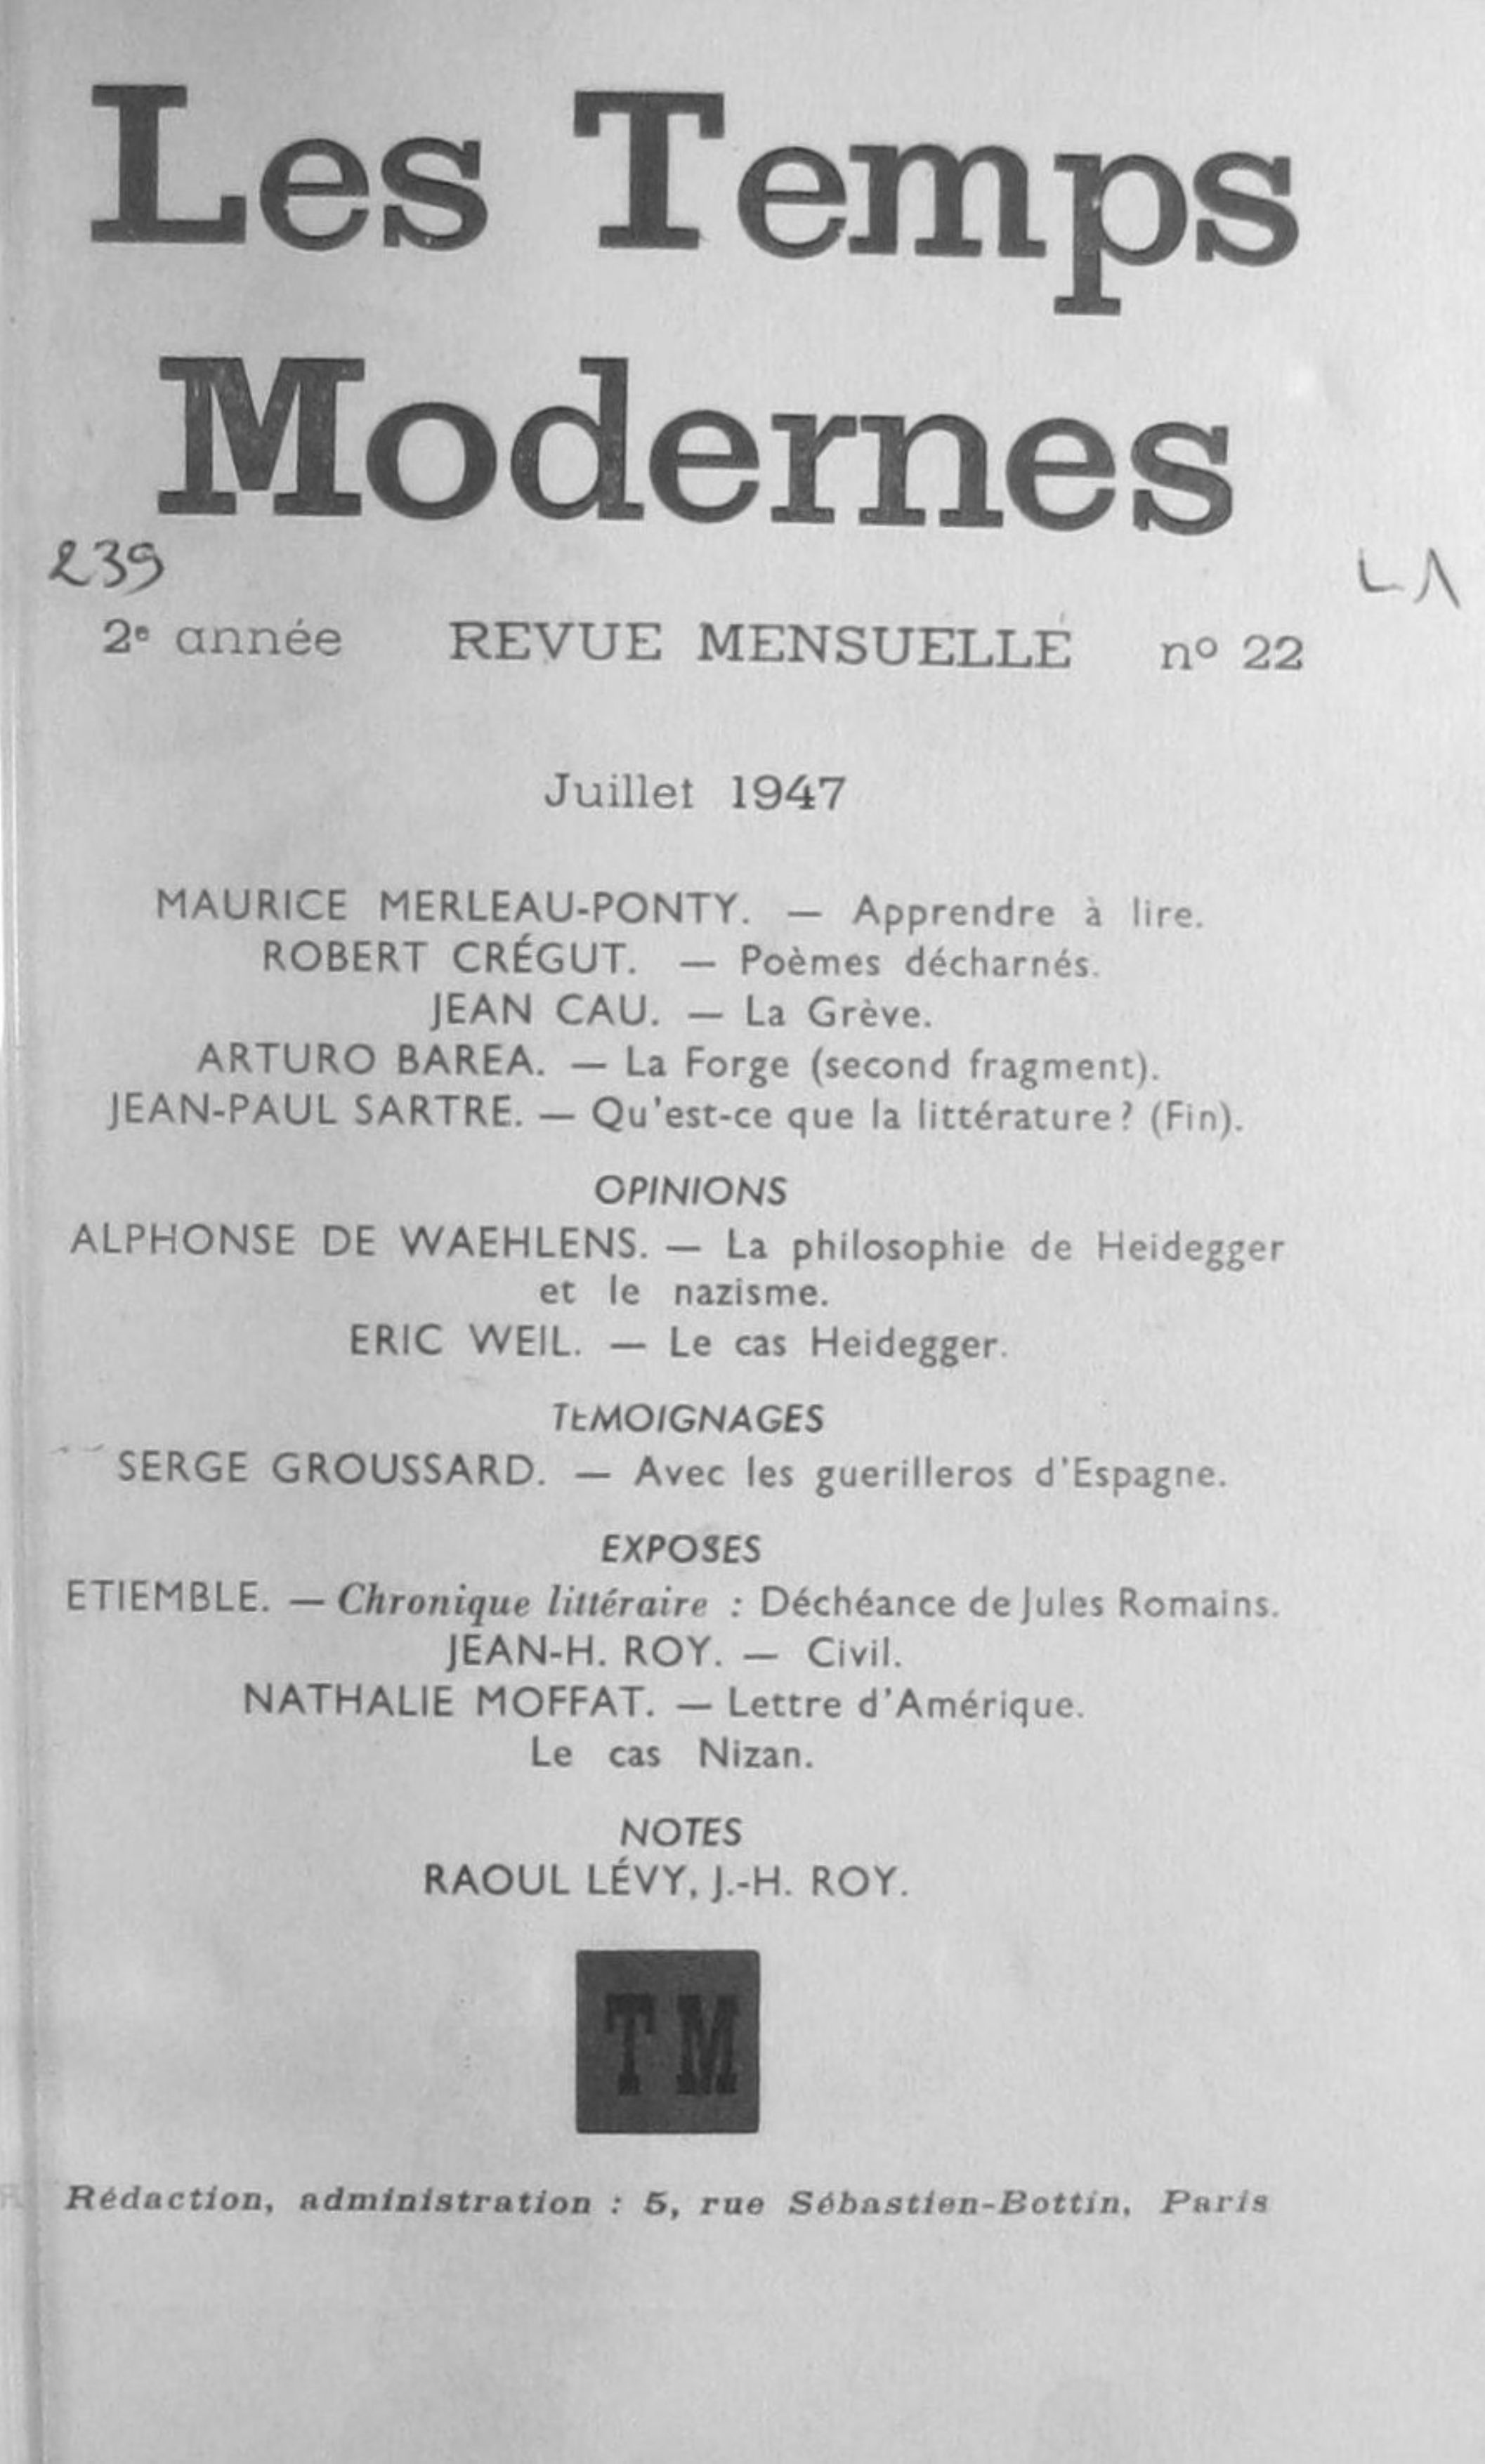 Les Temps
Modernes
239
2e année REVUE MENSUELLE nº 22
Juillet 1947
MAURICE MERLEAU-PONTY. — Apprendre à lire.
ROBERT CRÉGUT. — Poèmes décharnés.
JEAN CAU. — La Grève.
ARTURO BAREA. — La Forge (second fragment).
JEAN-PAUL SARTRE. — Qu'est-ce que la littérature ? (Fin).
OPINIONS
ALPHONSE DE WAEHLENS. — La philosophie de Heidegger
et le nazisme.
ERIC WEIL. — Le cas Heidegger.
TÉMOIGNAGES
SERGE GROUSSARD. — Avec les guerilleros d'Espagne.
EXPOSES
ETIEMBLE. — Chronique littéraire : Déchéance de Jules Romains.
JEAN-H. ROY. — Civil.
NATHALIE MOFFAT. — Lettre d'Amérique.
Le cas Nizan.
NOTES
RAOUL LÉVY, J.-H. ROY.
TM
Rédaction, administration : 5, rue Sébastien-Bottin, Paris